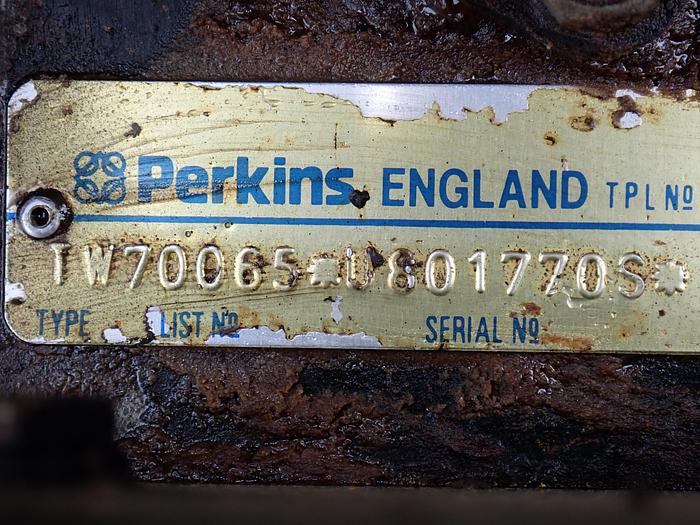 Perkins ENGLAND TPL Nº
TW70065*U801770S*
TYPE LIST Nº SERIAL Nº